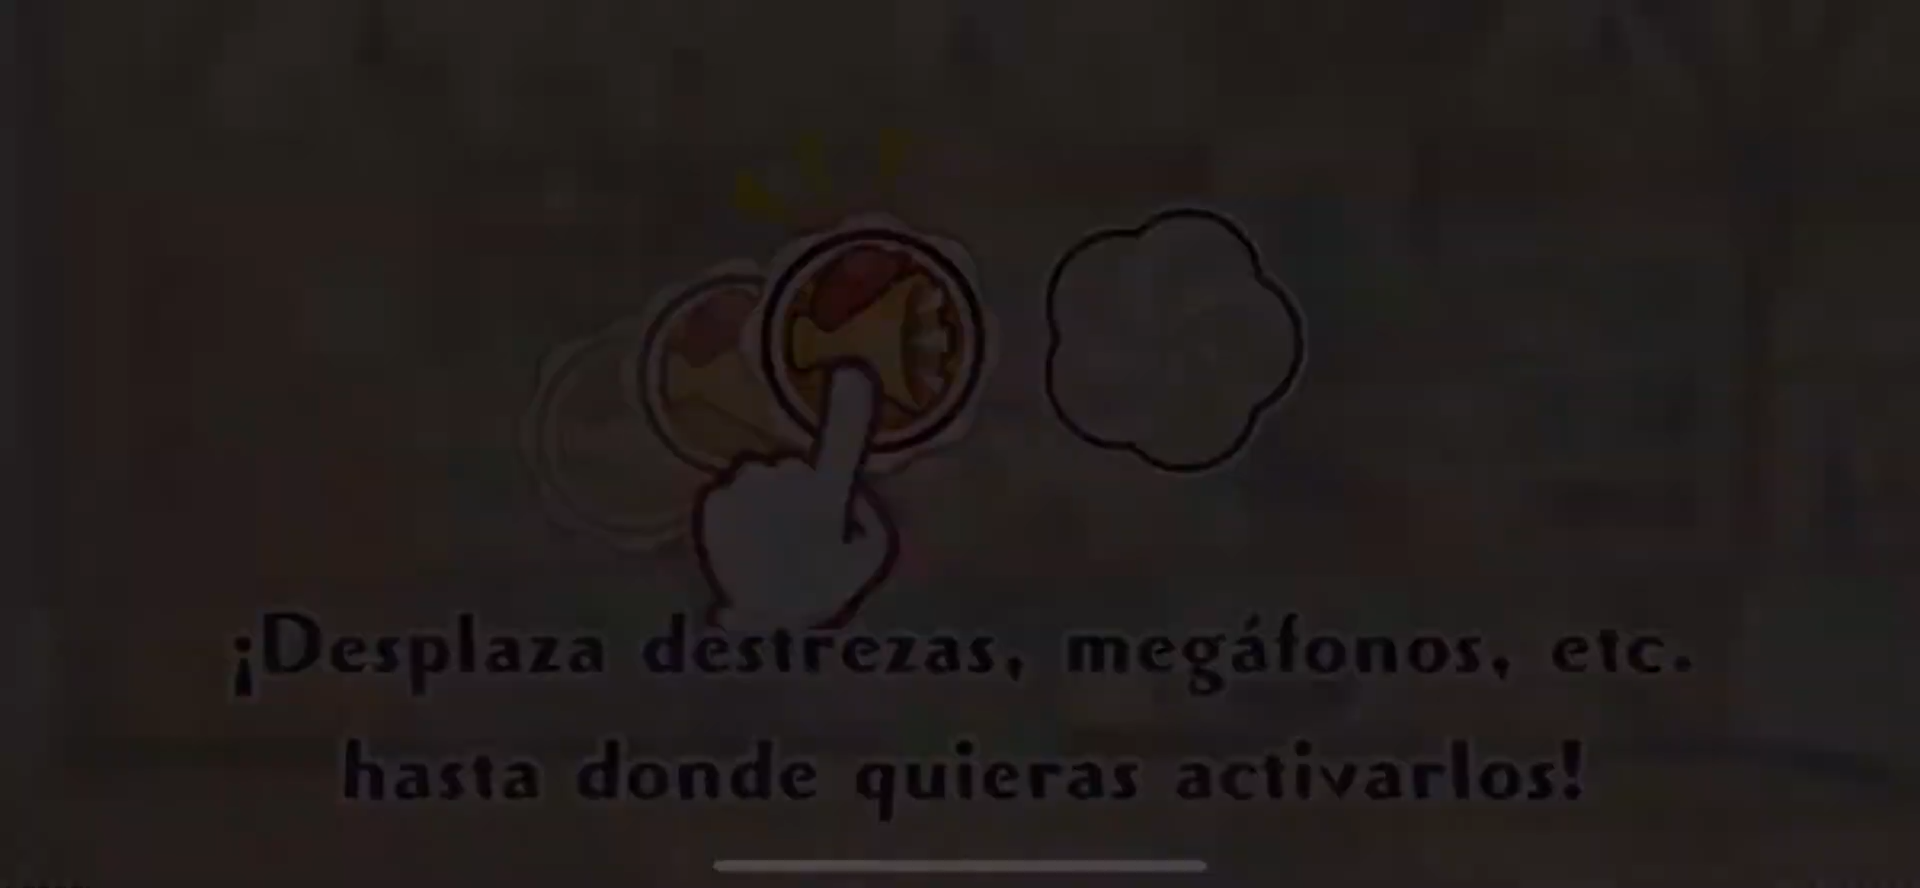 ¡Desplaza destrezas, megáfonos, etc.
hasta donde quieras activarlos!